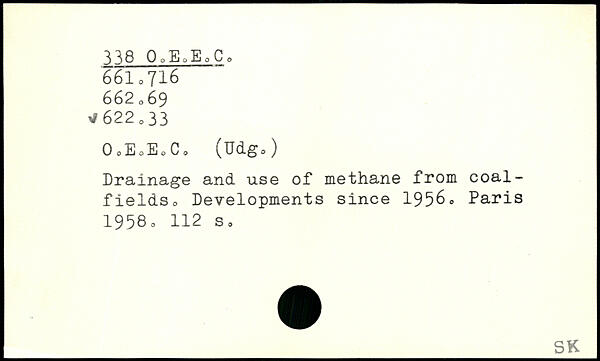 338 O.E.E.C.
661.716
662.69
✓622.33
O.E.E.C. (Udg.)
Drainage and use of methane from coal-
fields. Developments since 1956. Paris
1958. 112 s.
SK